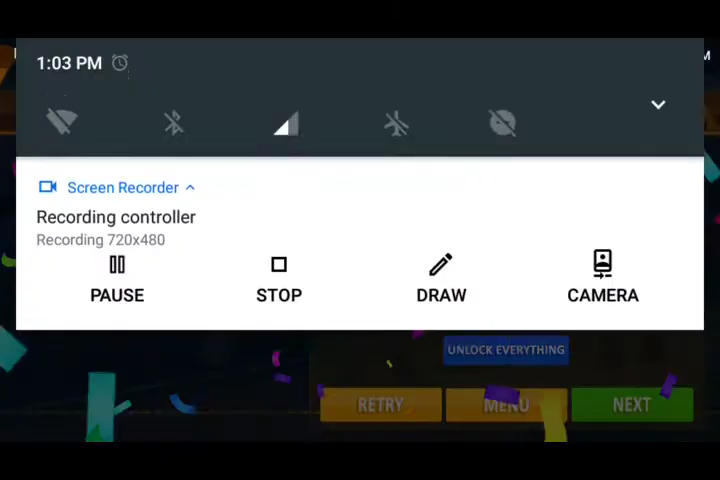 1:03 PM
M
Screen Recorder
Recording controller
Recording 720x480
PAUSE
STOP
DRAW
CAMERA
UNLOCK EVERYTHING
RETRY
MENU
NEXT